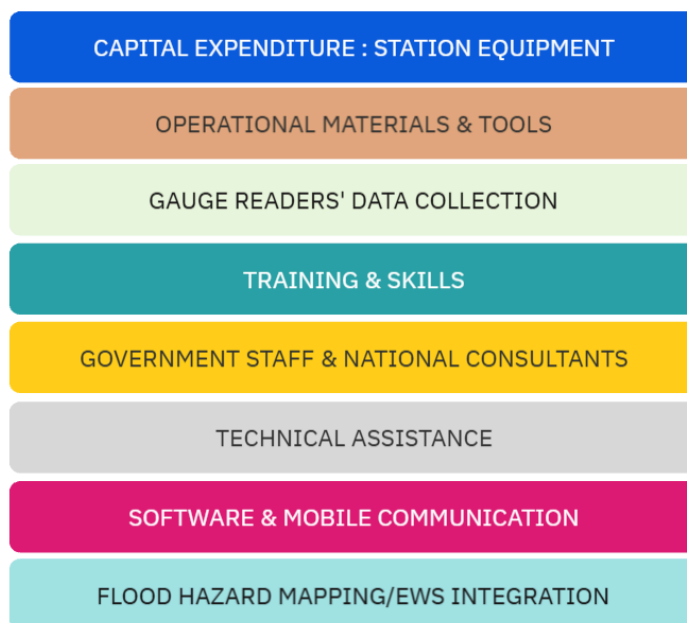 CAPITAL EXPENDITURE : STATION EQUIPMENT
OPERATIONAL MATERIALS & TOOLS
GAUGE READERS' DATA COLLECTION
TRAINING & SKILLS
GOVERNMENT STAFF & NATIONAL CONSULTANTS
TECHNICAL ASSISTANCE
SOFTWARE & MOBILE COMMUNICATION
FLOOD HAZARD MAPPING/EWS INTEGRATION